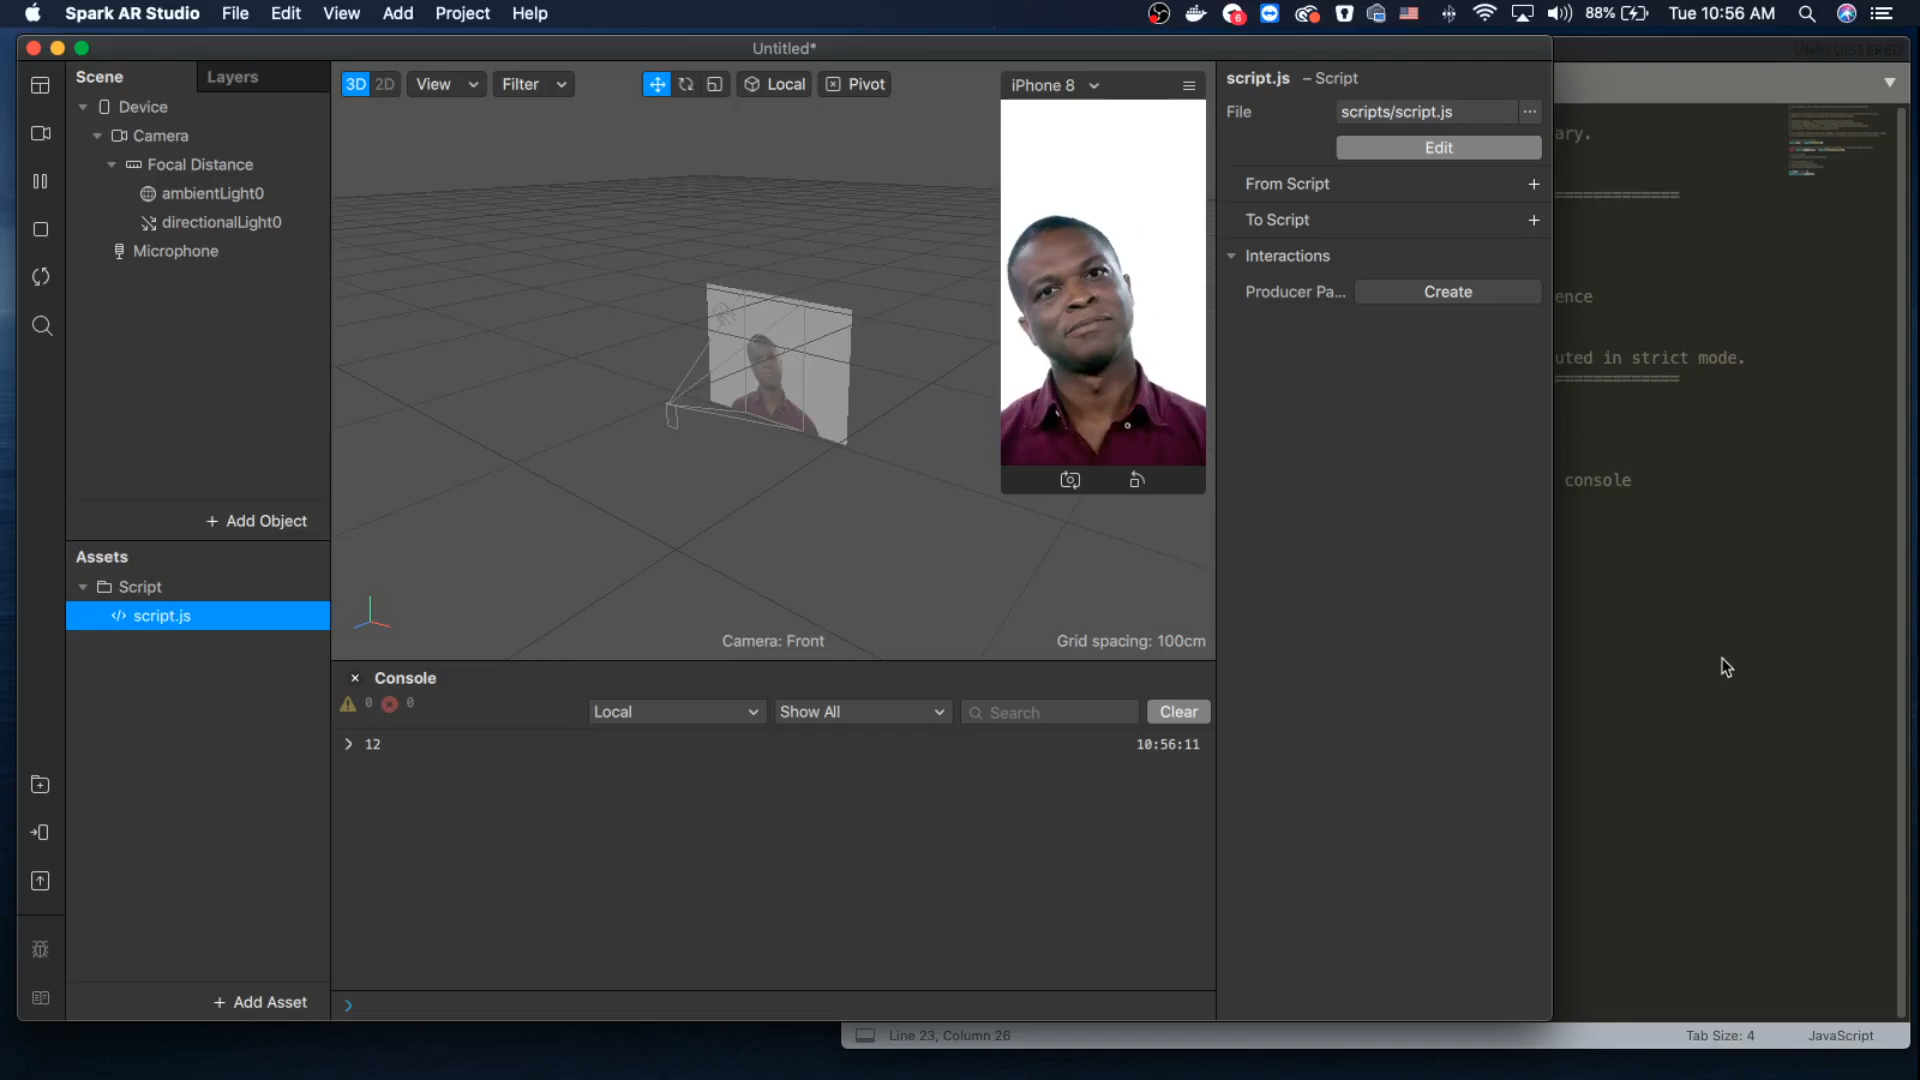 Spark AR Studio File Edit View Add Project Help
6 88% Tue 10:56 AM
Untitled*
UNREGISTERED
Scene Layers
Device
Camera
Focal Distance
ambientLight0
directionalLight0
Microphone
+ Add Object
Assets
Script
</> script.js
+ Add Asset
3D 2D View Filter Local Pivot
iPhone 8
Camera: Front
Grid spacing: 100cm
× Console
0 0
Local Show All Search Clear
> 12 10:56:11
>
script.js – Script
File scripts/script.js ...
Edit
From Script +
To Script +
Interactions
Producer Pa... Create
ary.
==============
ence
uted in strict mode.
==============
console
Line 23, Column 26 Tab Size: 4 JavaScript